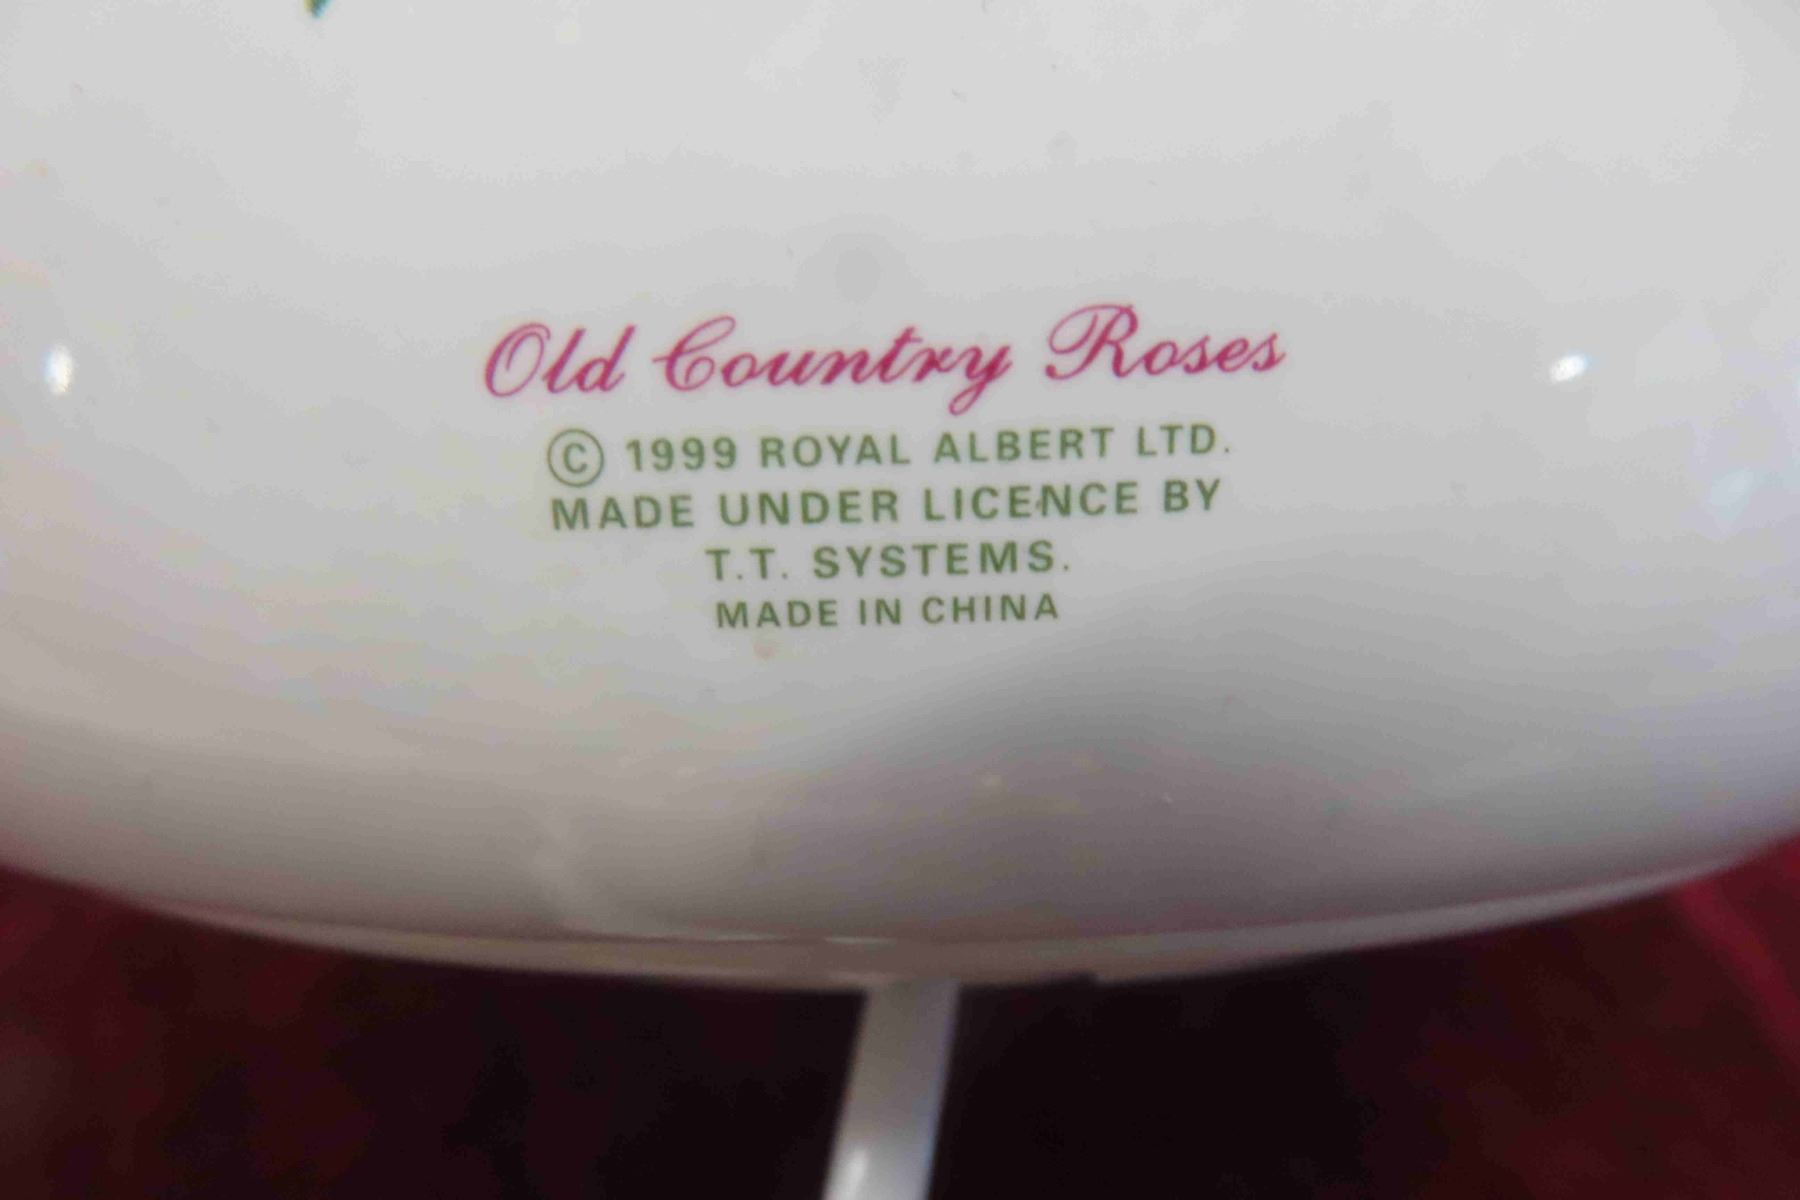 Old Country Roses
© 1999 ROYAL ALBERT LTD.
MADE UNDER LICENCE BY
T.T. SYSTEMS.
MADE IN CHINA